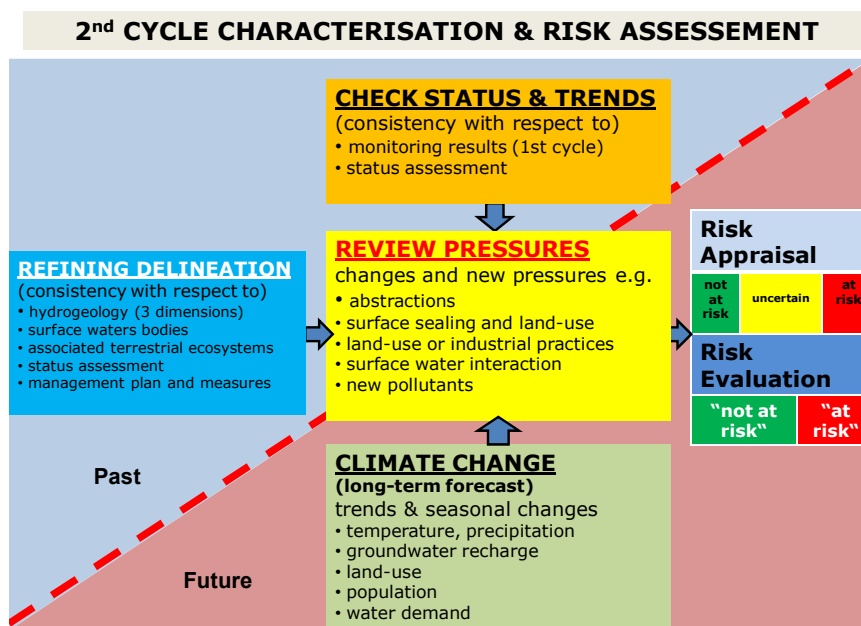 2nd CYCLE CHARACTERISATION & RISK ASSESSEMENT
CHECK STATUS & TRENDS
(consistency with respect to)
• monitoring results (1st cycle)
• status assessment
REFINING DELINEATION
(consistency with respect to)
• hydrogeology (3 dimensions)
• surface waters bodies
• associated terrestrial ecosystems
• status assessment
• management plan and measures
REVIEW PRESSURES
changes and new pressures e.g.
• abstractions
• surface sealing and land-use
• land-use or industrial practices
• surface water interaction
• new pollutants
Risk
Appraisal
not
at
risk
uncertain
at
risk
Risk
Evaluation
"not at
risk"
"at
risk"
CLIMATE CHANGE
(long-term forecast)
trends & seasonal changes
• temperature, precipitation
• groundwater recharge
• land-use
• population
• water demand
Past
Future